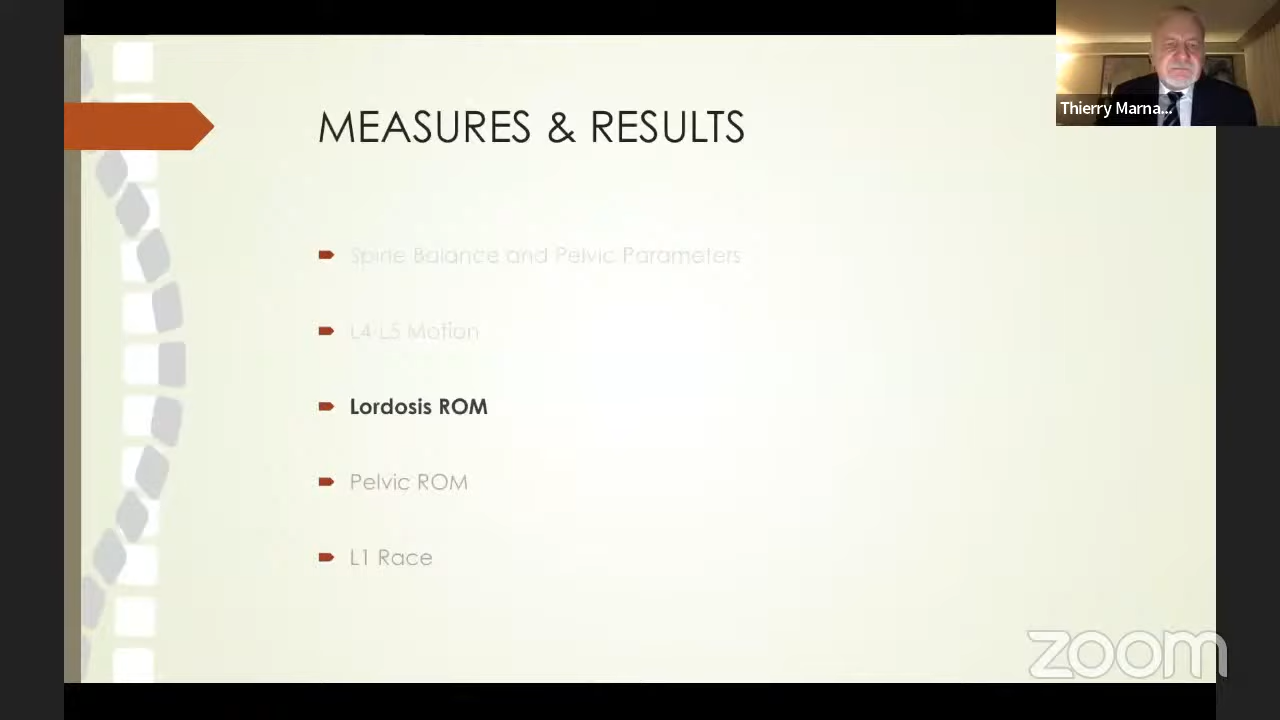 MEASURES & RESULTS
Thierry Marna...
Spine Balance and Pelvic Parameters
L4-L5 Motion
Lordosis ROM
Pelvic ROM
L1 Race
zoom